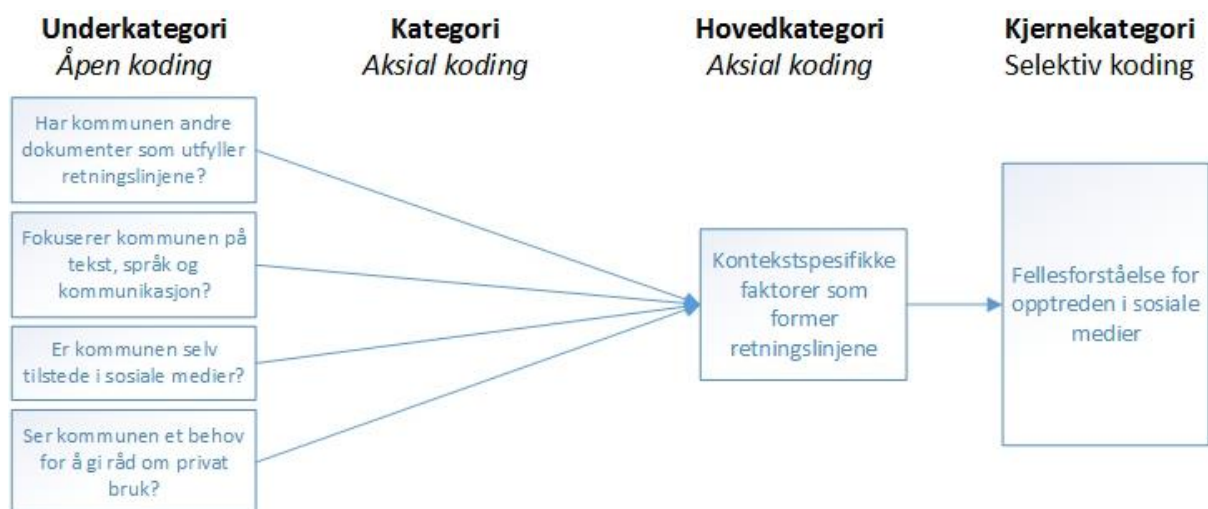 Underkategori
Åpen koding
Kategori
Aksial koding
Hovedkategori
Aksial koding
Kjernekategori
Selektiv koding
Har kommunen andre
dokumenter som utfyller
retningslinjene?
Fokuserer kommunen på
tekst, språk og
kommunikasjon?
Er kommunen selv
tilstede i sosiale medier?
Ser kommunen et behov
for å gi råd om privat
bruk?
Kontekstspesifikke
faktorer som
former
retningslinjene
Fellesforståelse for
opptreden i sosiale
medier